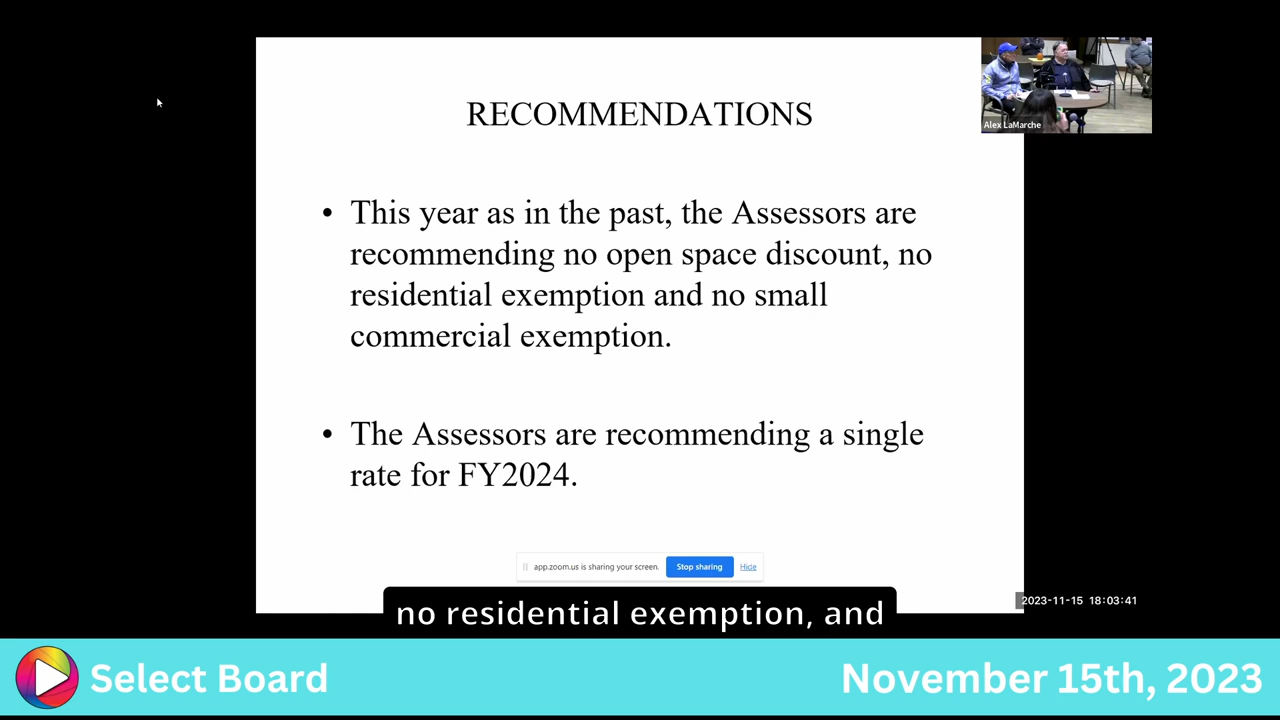 RECOMMENDATIONS
Alex LaMarche
• This year as in the past, the Assessors are
recommending no open space discount, no
residential exemption and no small
commercial exemption.
• The Assessors are recommending a single
rate for FY2024.
app.zoom.us is sharing your screen. Stop sharing Hide
2023-11-15 18:03:41
no residential exemption, and
Select Board November 15th, 2023